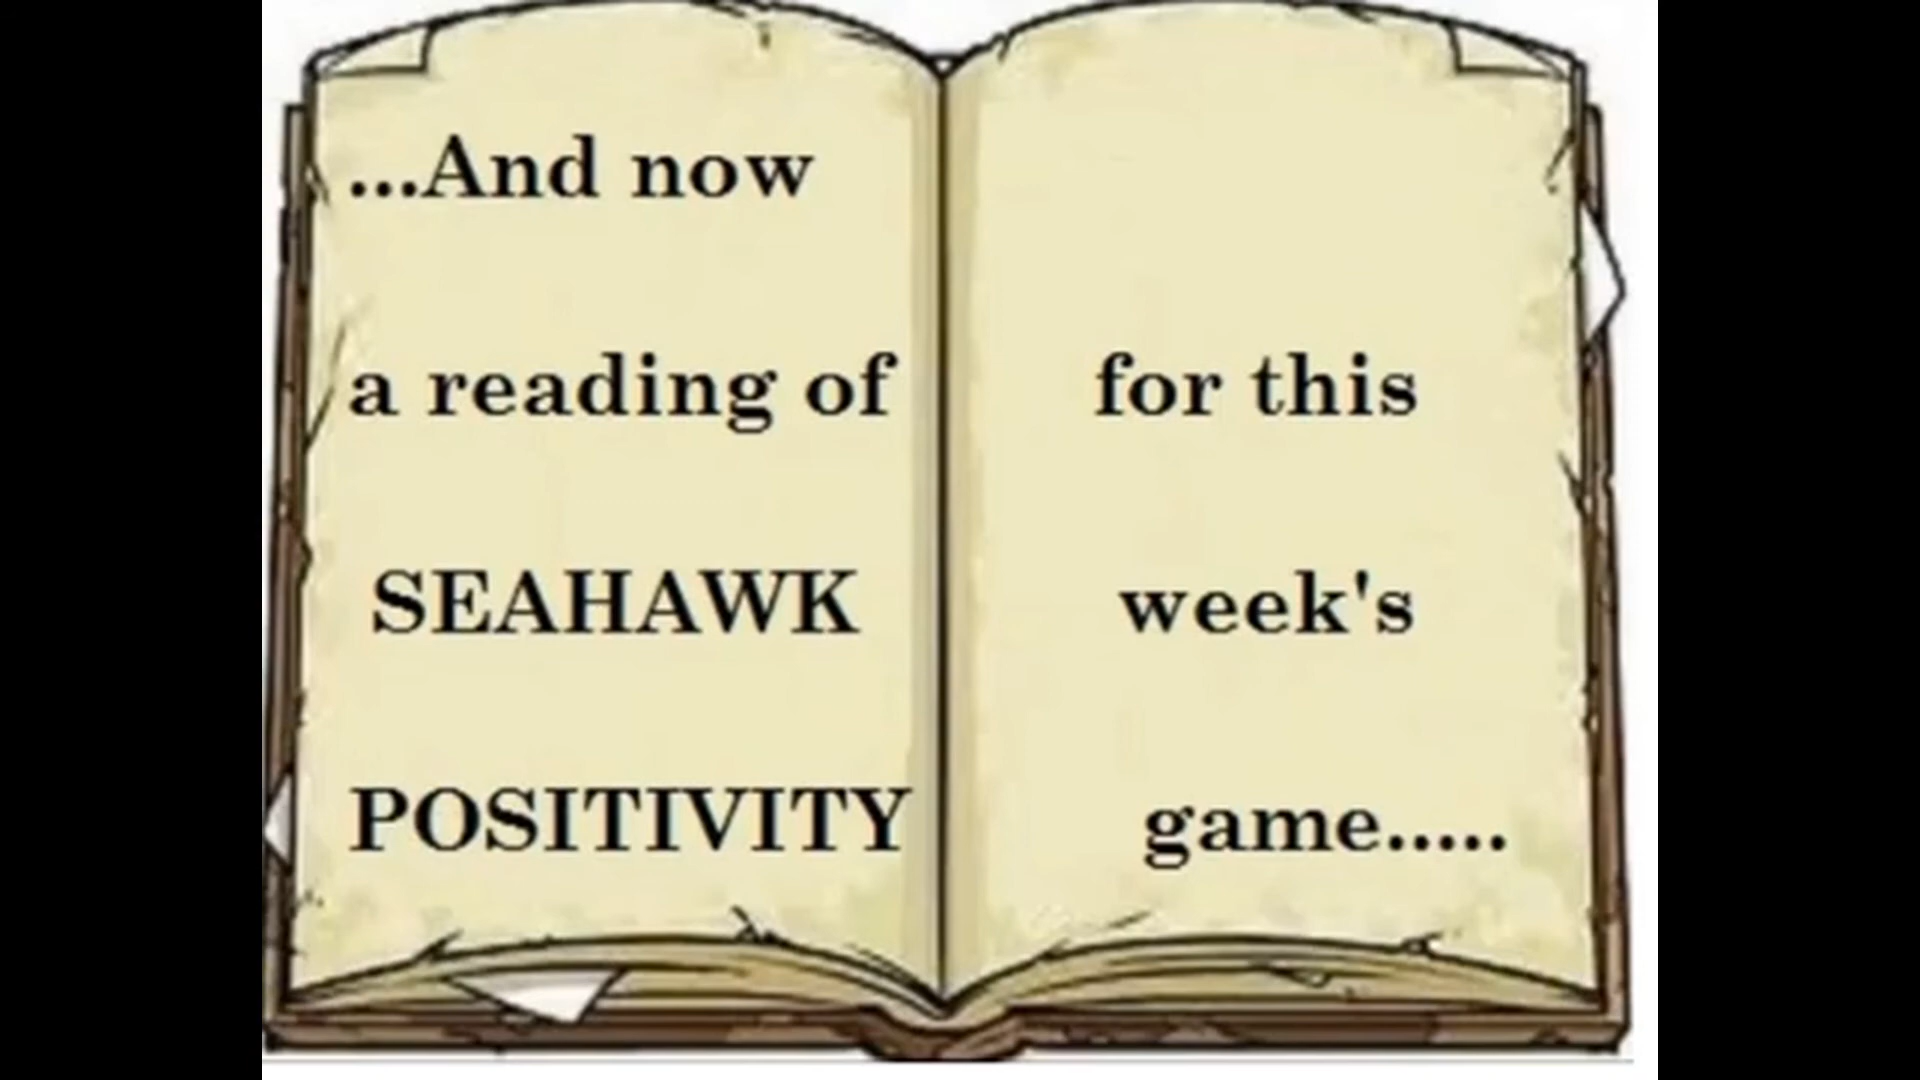 ...And now
a reading of
SEAHAWK
POSITIVITY
for this
week's
game.....